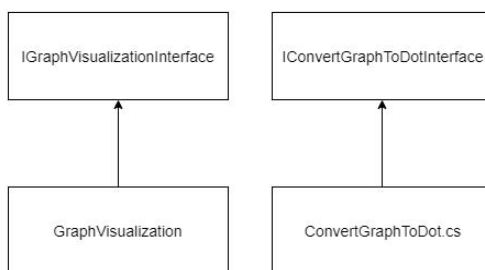 IGraphVisualizationInterface
IConvertGraphToDotInterface
GraphVisualization
ConvertGraphToDot.cs